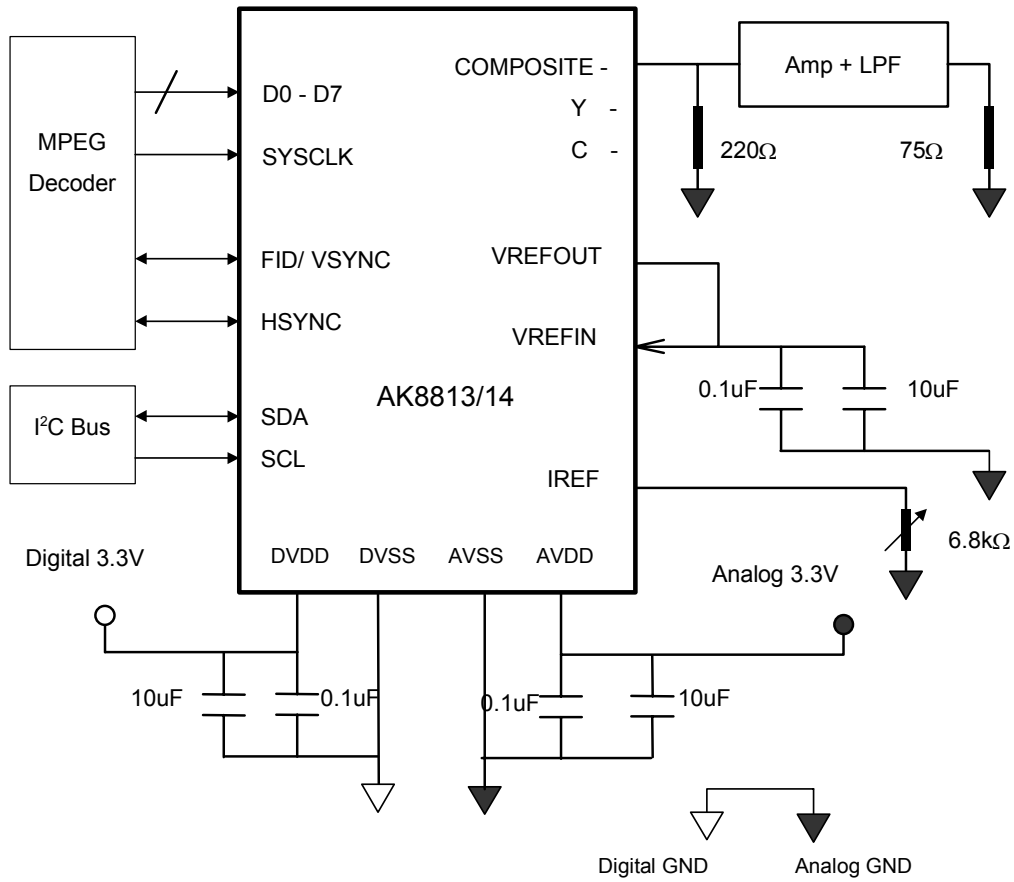 COMPOSITE -
Amp + LPF
D0 - D7
Y -
MPEG
Decoder
SYSCLK
C -
220Ω
75Ω
FID/ VSYNC
VREFOUT
HSYNC
VREFIN
AK8813/14
0.1uF
10uF
I²C Bus
SDA
SCL
IREF
6.8kΩ
Digital 3.3V
DVDD
DVSS
AVSS
AVDD
Analog 3.3V
10uF
0.1uF
0.1uF
10uF
Digital GND
Analog GND